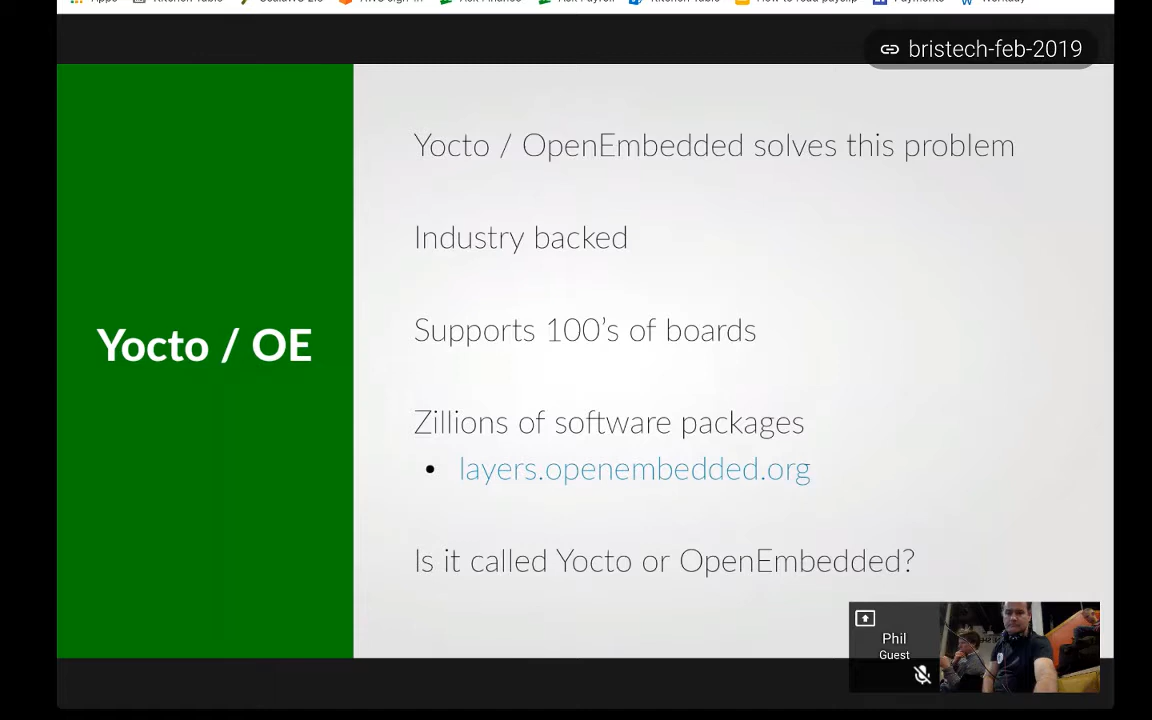 bristech-feb-2019
Yocto / OpenEmbedded solves this problem
Industry backed
Supports 100's of boards
Yocto / OE
Zillions of software packages
• layers.openembedded.org
Is it called Yocto or OpenEmbedded?
Phil
Guest